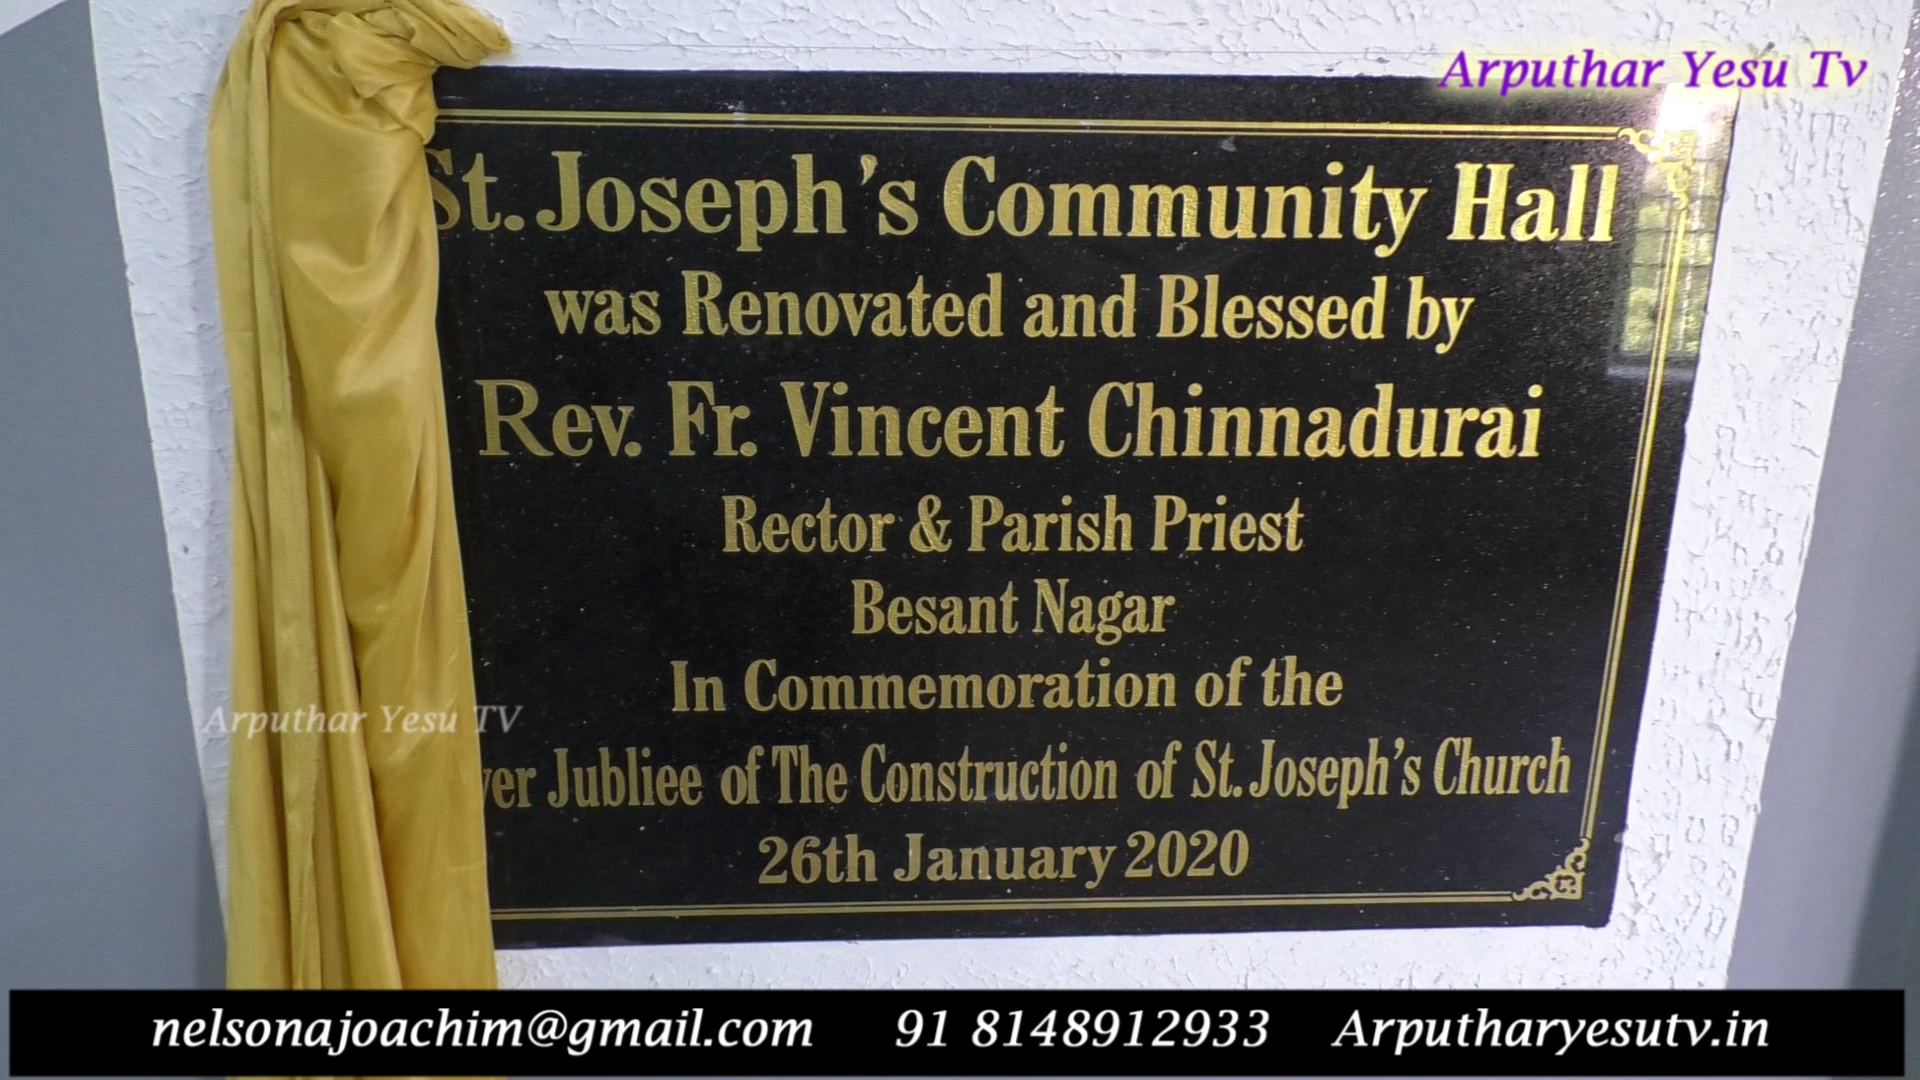 Arputhar Yesu Tv
St. Joseph's Community Hall
was Renovated and Blessed by
Rev. Fr. Vincent Chinnadurai
Rector & Parish Priest
Besant Nagar
In Commemoration of the
Arputhar Yesu TV
ver Jubliee of The Construction of St. Joseph's Church
26th January 2020
nelsonajoachim@gmail.com 91 8148912933 Arputharyesutv.in